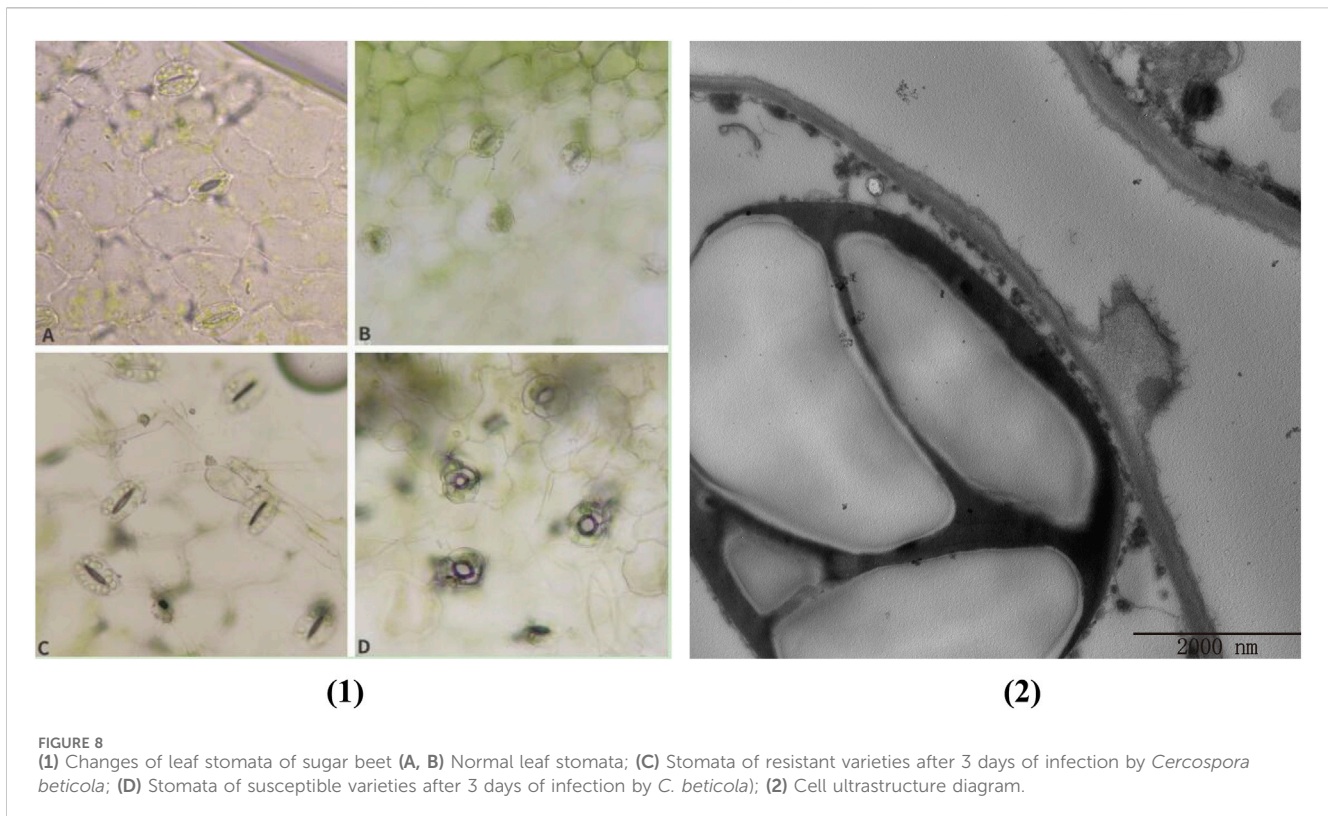 A
B
C
D
2000 nm
(1)
(2)
FIGURE 8
(1) Changes of leaf stomata of sugar beet (A, B) Normal leaf stomata; (C) Stomata of resistant varieties after 3 days of infection by Cercospora
beticola; (D) Stomata of susceptible varieties after 3 days of infection by C. beticola); (2) Cell ultrastructure diagram.